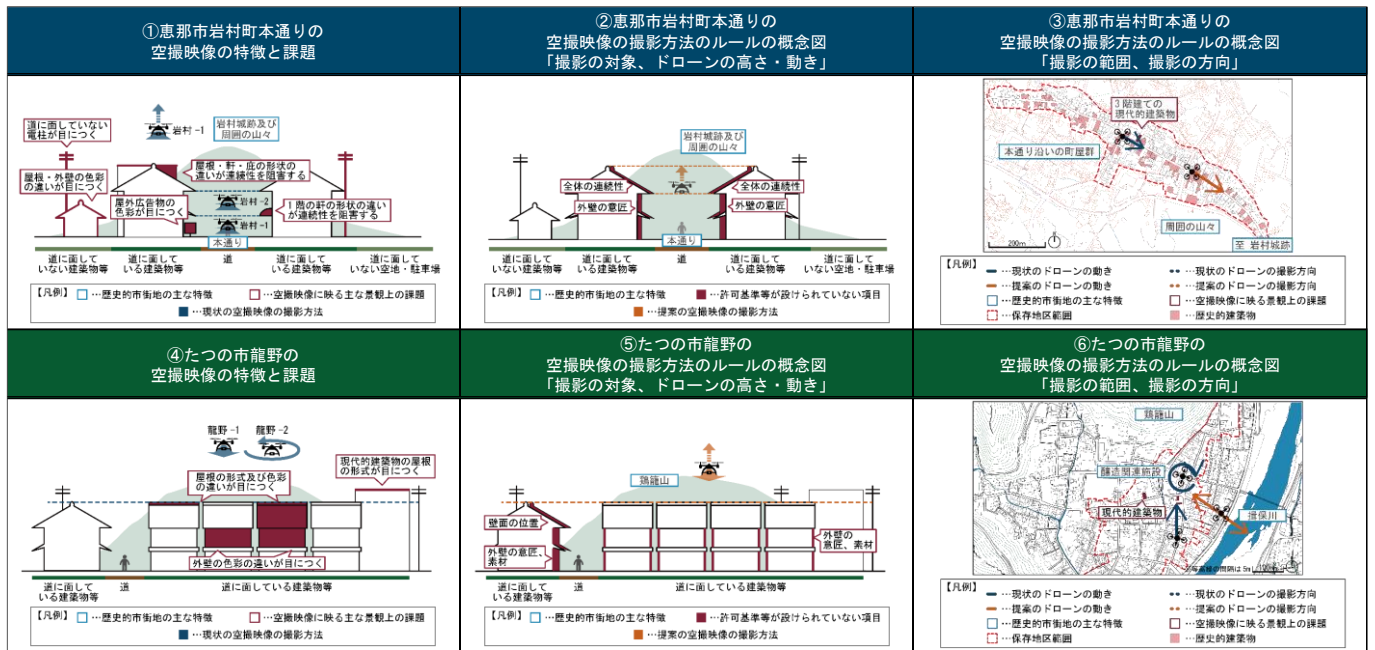 ①恵那市岩村町本通りの
空撮映像の特徴と課題
②恵那市岩村町本通りの
空撮映像の撮影方法のルールの概念図
「撮影の対象、ドローンの高さ・動き」
③恵那市岩村町本通りの
空撮映像の撮影方法のルールの概念図
「撮影の範囲、撮影の方向」
道に面していない
電柱が目につく
岩村-1
岩村城跡及び
周囲の山々
屋根・軒・庇の形状の
違いが連続性を阻害する
屋根・外壁の色彩
の違いが目につく
屋外広告物の
色彩が目につく
岩村-2
岩村-1
1階の軒の形状の違い
が連続性を阻害する
本通り
道に面して
いない建築物等
道に面して
いる建築物等
道
道に面して
いる建築物等
道に面して
いない空地・駐車場
【凡例】
…歴史的市街地の主な特徴
…空撮映像に映る主な景観上の課題
…現状の空撮映像の撮影方法
岩村城跡及び
周囲の山々
全体の連続性
全体の連続性
外壁の意匠
外壁の意匠
本通り
道に面して
いない建築物等
道に面して
いる建築物等
道
道に面して
いる建築物等
道に面して
いない空地・駐車場
【凡例】
…歴史的市街地の主な特徴
…許可基準等が設けられていない項目
…提案の空撮映像の撮影方法
3階建ての
現代的建築物
本通り沿いの町屋群
周囲の山々
200m
至 岩村城跡
【凡例】
…現状のドローンの動き
…現状のドローンの撮影方向
…提案のドローンの動き
…提案のドローンの撮影方向
…歴史的市街地の主な特徴
…空撮映像に映る景観上の課題
…保存地区範囲
…歴史的建築物
④たつの市龍野の
空撮映像の特徴と課題
⑤たつの市龍野の
空撮映像の撮影方法のルールの概念図
「撮影の対象、ドローンの高さ・動き」
⑥たつの市龍野の
空撮映像の撮影方法のルールの概念図
「撮影の範囲、撮影の方向」
龍野-1
龍野-2
現代的建築物の屋根
の形式が目につく
屋根の形式及び色彩
の違いが目につく
外壁の色彩の違いが目につく
道に面して
いる建築物等
道
道に面している建築物等
【凡例】
…歴史的市街地の主な特徴
…空撮映像に映る主な景観上の課題
…現状の空撮映像の撮影方法
鶏籠山
壁面の位置
外壁の意匠、
素材
外壁の
意匠、素材
道に面して
いる建築物等
道
道に面している建築物等
【凡例】
…歴史的市街地の主な特徴
…許可基準等が設けられていない項目
…提案の空撮映像の撮影方法
鶏籠山
醸造関連施設
現代的建築物
揖保川
等高線の間隔は5m
100m
【凡例】
…現状のドローンの動き
…現状のドローンの撮影方向
…提案のドローンの動き
…提案のドローンの撮影方向
…歴史的市街地の主な特徴
…空撮映像に映る景観上の課題
…保存地区範囲
…歴史的建築物